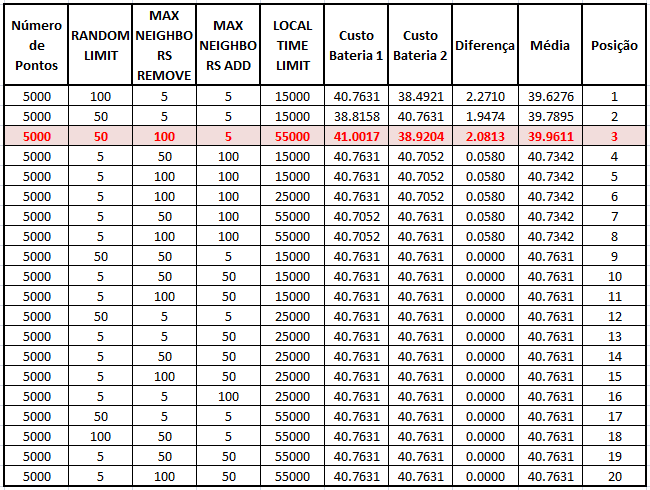 Número de Pontos RANDOM LIMIT MAX NEIGHBO RS REMOVE MAX NEIGHBO RS ADD LOCAL TIME LIMIT Custo Bateria 1 Custo Bateria 2 Diferença Média Posição
5000 100 5 5 15000 40.7631 38.4921 2.2710 39.6276 1
5000 50 5 5 15000 38.8158 40.7631 1.9474 39.7895 2
5000 50 100 5 55000 41.0017 38.9204 2.0813 39.9611 3
5000 5 50 100 15000 40.7631 40.7052 0.0580 40.7342 4
5000 5 100 100 15000 40.7631 40.7052 0.0580 40.7342 5
5000 5 100 100 25000 40.7631 40.7052 0.0580 40.7342 6
5000 5 50 100 55000 40.7052 40.7631 0.0580 40.7342 7
5000 5 100 100 55000 40.7052 40.7631 0.0580 40.7342 8
5000 50 50 5 15000 40.7631 40.7631 0.0000 40.7631 9
5000 5 50 50 15000 40.7631 40.7631 0.0000 40.7631 10
5000 5 100 50 15000 40.7631 40.7631 0.0000 40.7631 11
5000 50 5 5 25000 40.7631 40.7631 0.0000 40.7631 12
5000 5 5 50 25000 40.7631 40.7631 0.0000 40.7631 13
5000 5 50 50 25000 40.7631 40.7631 0.0000 40.7631 14
5000 5 100 50 25000 40.7631 40.7631 0.0000 40.7631 15
5000 5 5 100 25000 40.7631 40.7631 0.0000 40.7631 16
5000 50 5 5 55000 40.7631 40.7631 0.0000 40.7631 17
5000 100 50 5 55000 40.7631 40.7631 0.0000 40.7631 18
5000 5 50 50 55000 40.7631 40.7631 0.0000 40.7631 19
5000 5 100 50 55000 40.7631 40.7631 0.0000 40.7631 20